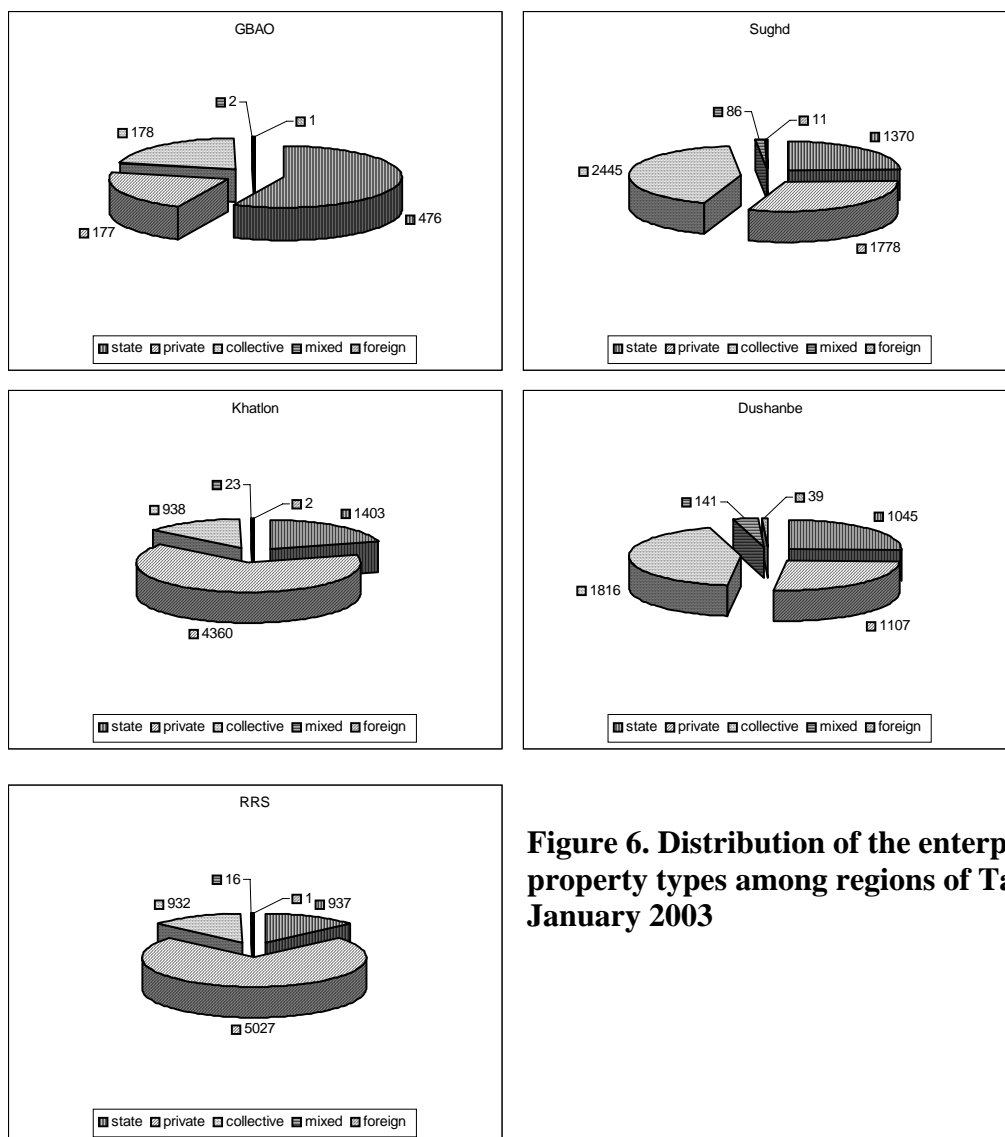 GBAO
2
1
178
476
177
state private collective mixed foreign
Sughd
86
11
1370
2445
1778
state private collective mixed foreign
Khatlon
23
2
1403
938
4360
state private collective mixed foreign
Dushanbe
141
39
1045
1816
1107
state private collective mixed foreign
RRS
16
1
937
932
5027
state private collective mixed foreign
Figure 6. Distribution of the enterp
property types among regions of Ta
January 2003